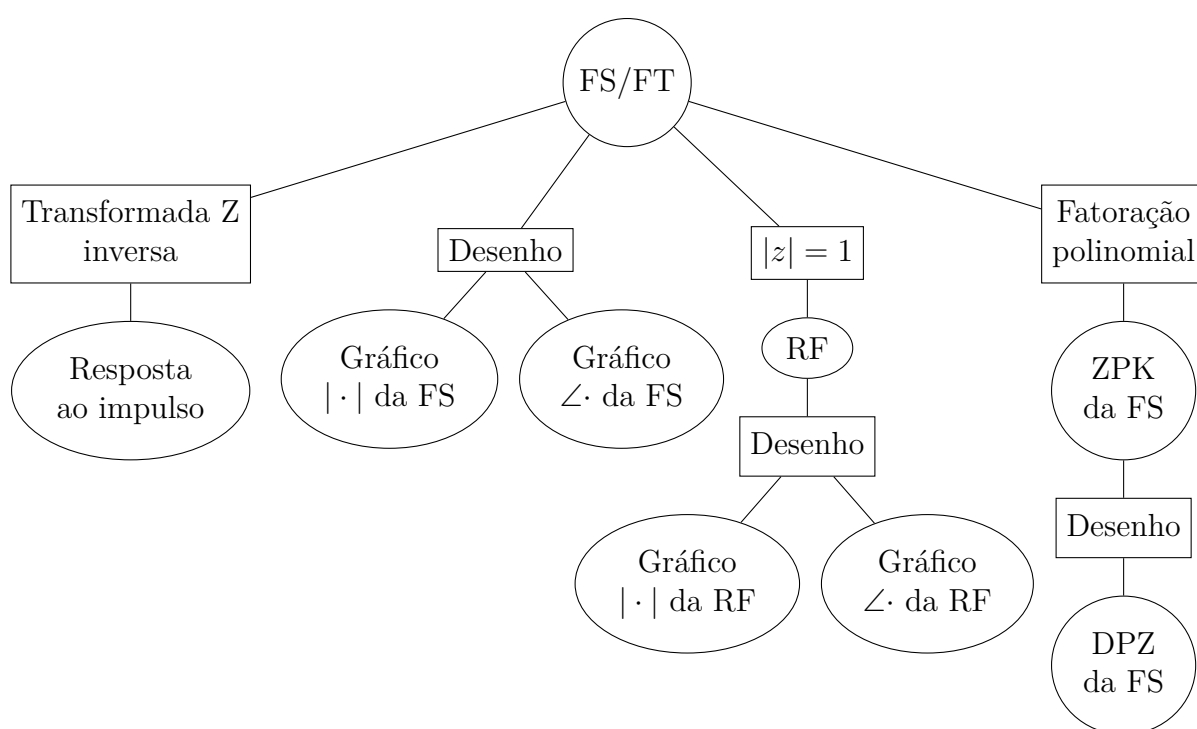 FS/FT
Transformada Z
inversa
Desenho
|z| = 1
Fatoração
polinomial
Resposta
ao impulso
Gráfico
| · | da FS
Gráfico
∠· da FS
RF
ZPK
da FS
Desenho
Desenho
Gráfico
| · | da RF
Gráfico
∠· da RF
DPZ
da FS